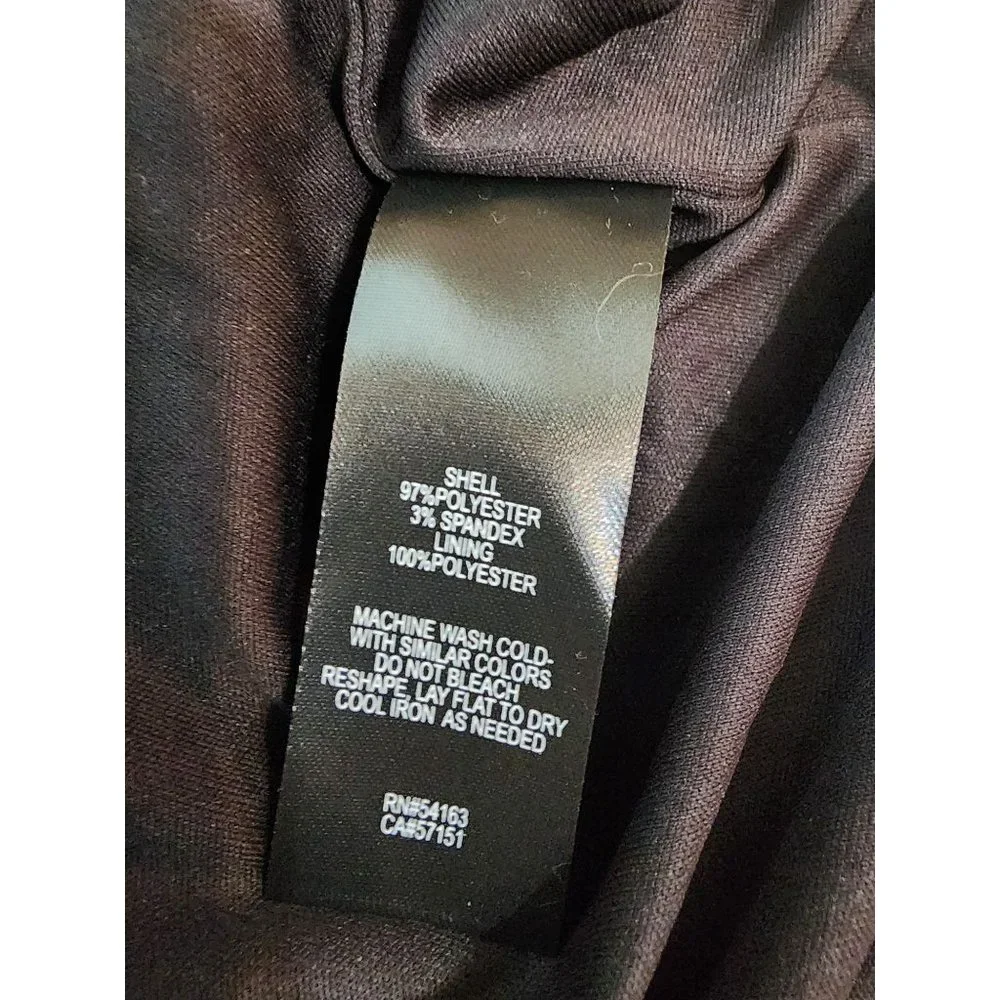 SHELL
97%POLYESTER
3% SPANDEX
LINING
100%POLYESTER
MACHINE WASH COLD-
WITH SIMILAR COLORS
DO NOT BLEACH
RESHAPE, LAY FLAT TO DRY
COOL IRON AS NEEDED
RN#54163
CA#57151